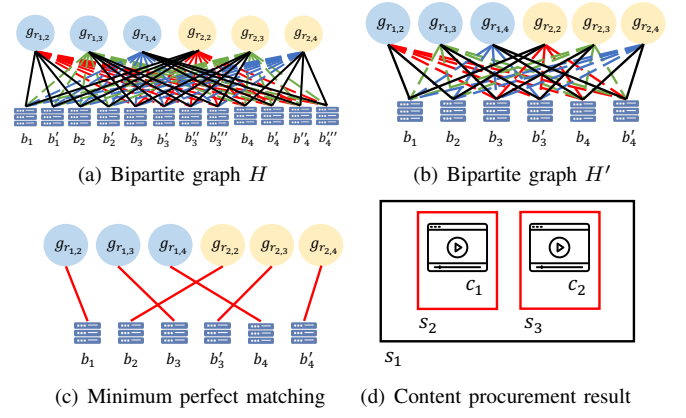 g_{r_{1,2}} g_{r_{1,3}} g_{r_{1,4}} g_{r_{2,2}} g_{r_{2,3}} g_{r_{2,4}}
b_1 b'_1 b_2 b'_2 b_3 b'_3 b''_3 b'''_3 b_4 b'_4 b''_4 b'''_4
(a) Bipartite graph H
g_{r_{1,2}} g_{r_{1,3}} g_{r_{1,4}} g_{r_{2,2}} g_{r_{2,3}} g_{r_{2,4}}
b_1 b_2 b_3 b'_3 b_4 b'_4
(b) Bipartite graph H'
g_{r_{1,2}} g_{r_{1,3}} g_{r_{1,4}} g_{r_{2,2}} g_{r_{2,3}} g_{r_{2,4}}
b_1 b_2 b_3 b'_3 b_4 b'_4
(c) Minimum perfect matching
c_1 c_2
s_2 s_3
s_1
(d) Content procurement result